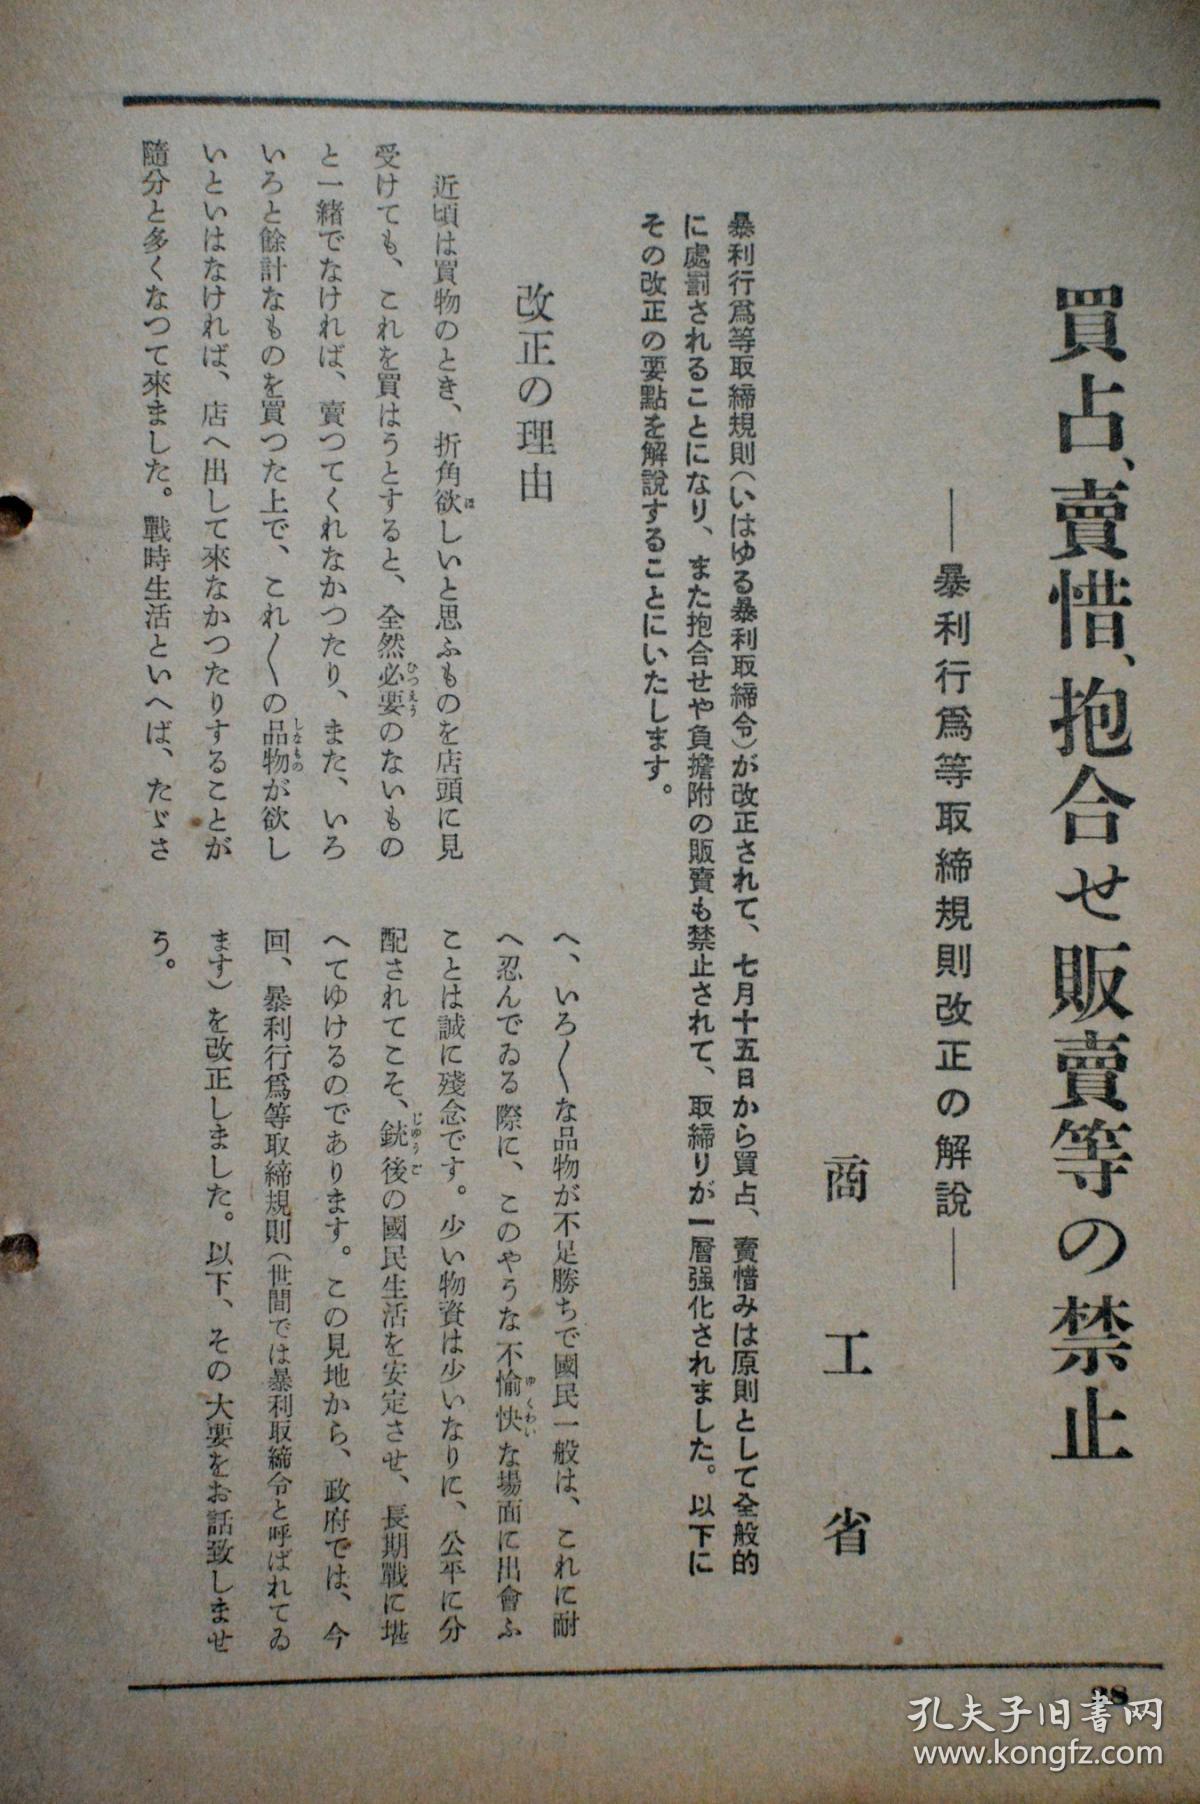 買占、賣惜、抱合せ販賣等の禁止
――暴利行爲等取締規則改正の解說――
商工省
暴利行爲等取締規則(いはゆる暴利取締令)が改正されて、七月十五日から買占、賣惜みは原則として全般的
に處罰されることになり、また抱合せや負擔附の販賣も禁止されて、取締りが一層强化されました。以下に
その改正の要點を解說することにいたします。
改正の理由
近頃は買物のとき、折角欲しいと思ふものを店頭に見
受けても、これを買はうとすると、全然必要のないもの
と一緒でなければ、賣つてくれなかつたり、また、いろ
いろと餘計なものを買つた上で、これ〱の品物が欲し
いといはなければ、店へ出して來なかつたりすることが
隨分と多くなつて來ました。戰時生活といへば、たゞさ
へ、いろ〱な品物が不足勝ちで國民一般は、これに耐
へ忍んでゐる際に、このやうな不愉快な場面に出會ふ
ことは誠に殘念です。少い物資は少いなりに、公平に分
配されてこそ、銃後の國民生活を安定させ、長期戰に堪
へてゆけるのであります。この見地から、政府では、今
回、暴利行爲等取締規則(世間では暴利取締令と呼ばれてゐ
ます)を改正しました。以下、その大要をお話致しませ
う。
38
孔夫子旧书网
www.kongfz.com